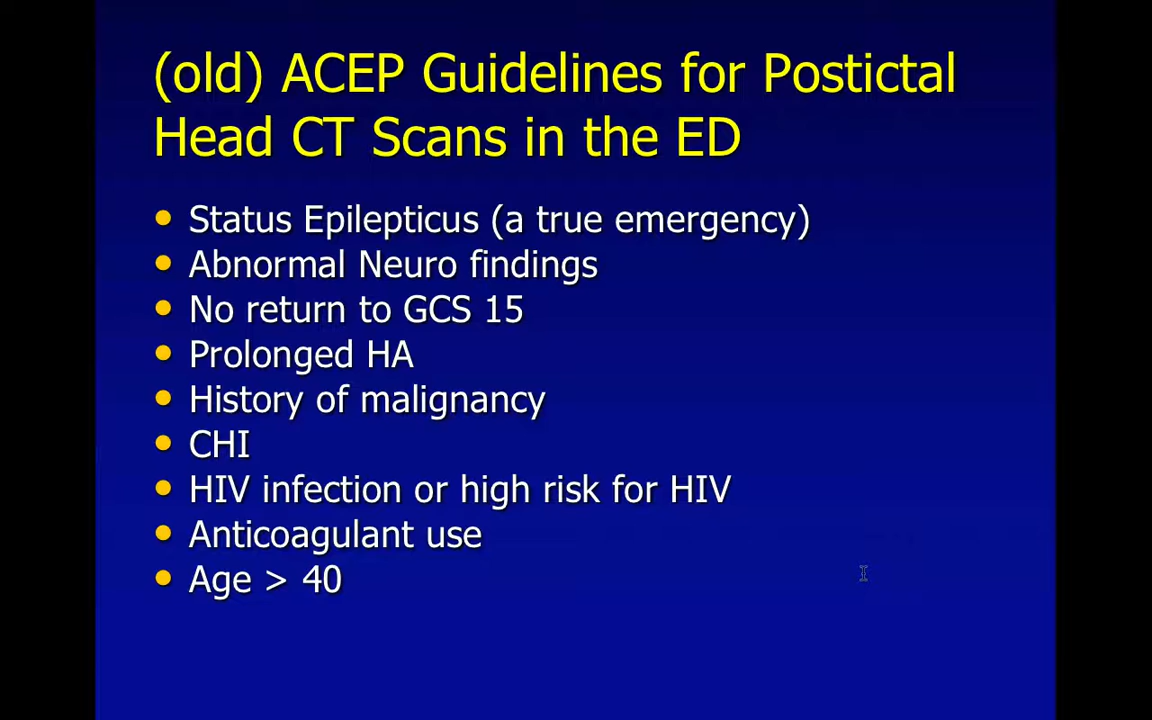 (old) ACEP Guidelines for Postictal
Head CT Scans in the ED
• Status Epilepticus (a true emergency)
• Abnormal Neuro findings
• No return to GCS 15
• Prolonged HA
• History of malignancy
• CHI
• HIV infection or high risk for HIV
• Anticoagulant use
• Age > 40